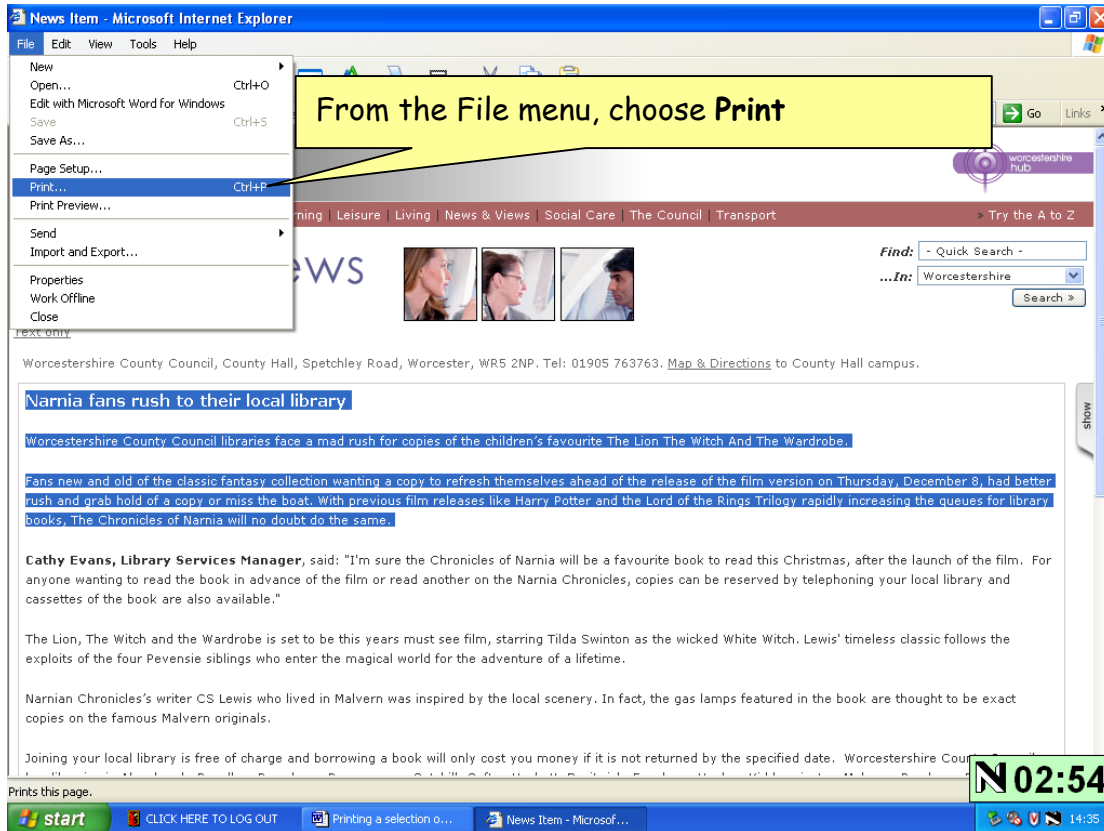 News Item - Microsoft Internet Explorer
File Edit View Tools Help
New
Open... Ctrl+O
Edit with Microsoft Word for Windows
Save Ctrl+S
Save As...
Page Setup...
Print... Ctrl+P
Print Preview...
Send
Import and Export...
Properties
Work Offline
Close
From the File menu, choose Print
Go Links
worcestershire
hub
rning | Leisure | Living | News & Views | Social Care | The Council | Transport
» Try the A to Z
ews
Find: - Quick Search -
...In: Worcestershire
Search »
Text only
Worcestershire County Council, County Hall, Spetchley Road, Worcester, WR5 2NP. Tel: 01905 763763. Map & Directions to County Hall campus.
show
Narnia fans rush to their local library
Worcestershire County Council libraries face a mad rush for copies of the children's favourite The Lion The Witch And The Wardrobe.
Fans new and old of the classic fantasy collection wanting a copy to refresh themselves ahead of the release of the film version on Thursday, December 8, had better
rush and grab hold of a copy or miss the boat. With previous film releases like Harry Potter and the Lord of the Rings Trilogy rapidly increasing the queues for library
books, The Chronicles of Narnia will no doubt do the same.
Cathy Evans, Library Services Manager, said: "I'm sure the Chronicles of Narnia will be a favourite book to read this Christmas, after the launch of the film. For
anyone wanting to read the book in advance of the film or read another on the Narnia Chronicles, copies can be reserved by telephoning your local library and
cassettes of the book are also available."
The Lion, The Witch and the Wardrobe is set to be this years must see film, starring Tilda Swinton as the wicked White Witch. Lewis' timeless classic follows the
exploits of the four Pevensie siblings who enter the magical world for the adventure of a lifetime.
Narnian Chronicles's writer CS Lewis who lived in Malvern was inspired by the local scenery. In fact, the gas lamps featured in the book are thought to be exact
copies on the famous Malvern originals.
Joining your local library is free of charge and borrowing a book will only cost you money if it is not returned by the specified date. Worcestershire Cou
N 02:54
Prints this page.
start CLICK HERE TO LOG OUT Printing a selection o... News Item - Microsof... 14:35